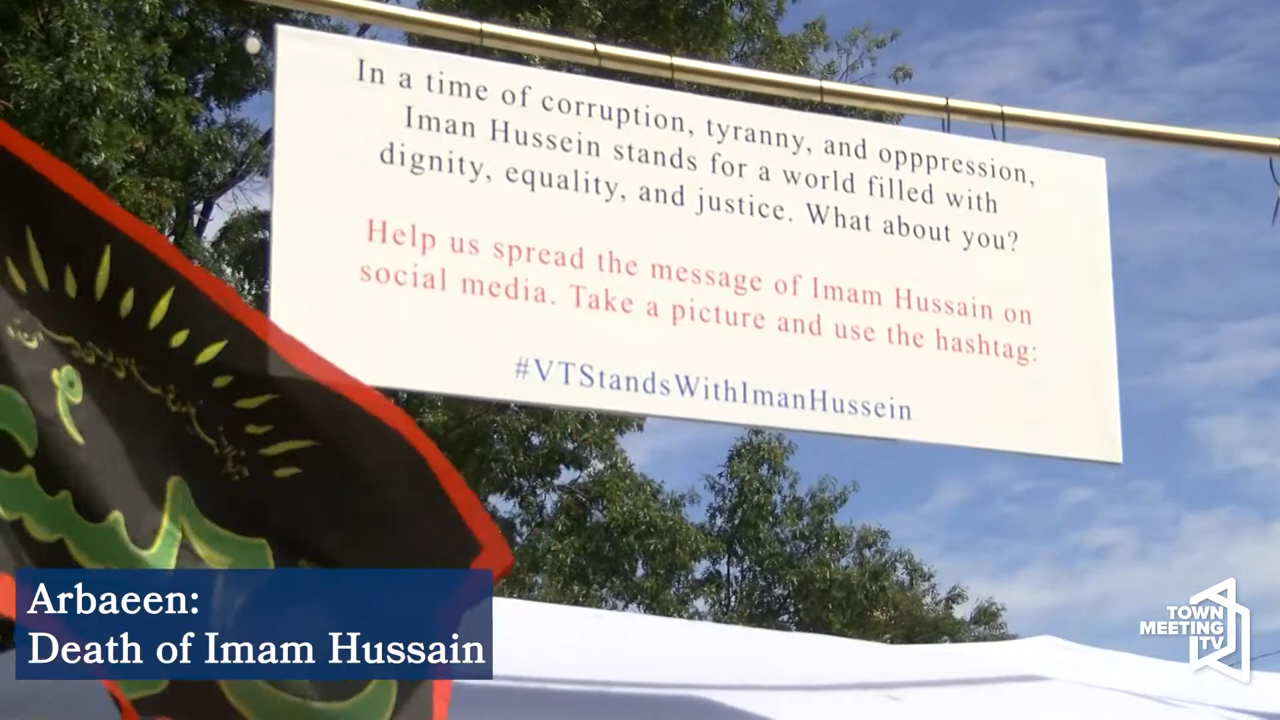 In a time of corruption, tyranny, and opppression,
Iman Hussein stands for a world filled with
dignity, equality, and justice. What about you?
Help us spread the message of Imam Hussain on
social media. Take a picture and use the hashtag:
#VTStandsWithImanHussein
Arbaeen:
Death of Imam Hussain
TOWN
MEETING
TV